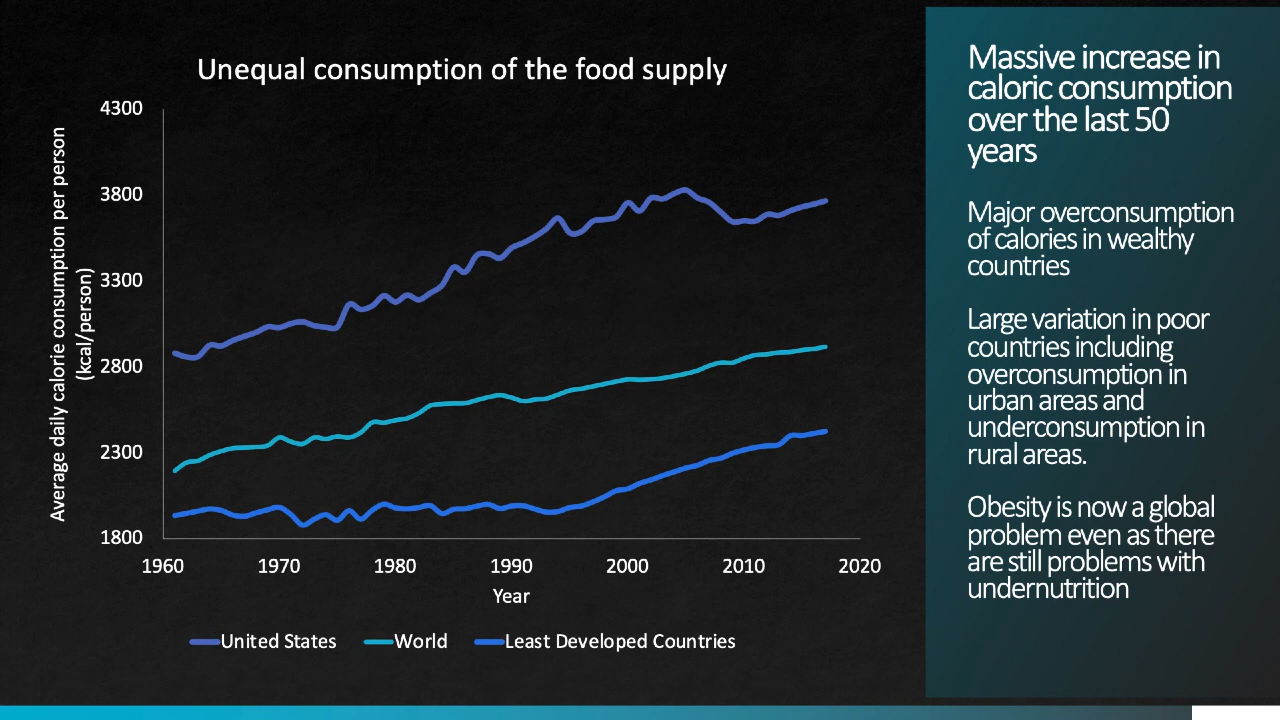 Unequal consumption of the food supply
Average daily calorie consumption per person
(kcal/person)
4300
3800
3300
2800
2300
1800
1960 1970 1980 1990 2000 2010 2020
Year
United States World Least Developed Countries
Massive increase in
caloric consumption
over the last 50
years
Major overconsumption
of calories in wealthy
countries
Large variation in poor
countries including
overconsumption in
urban areas and
underconsumption in
rural areas.
Obesity is now a global
problem even as there
are still problems with
undernutrition